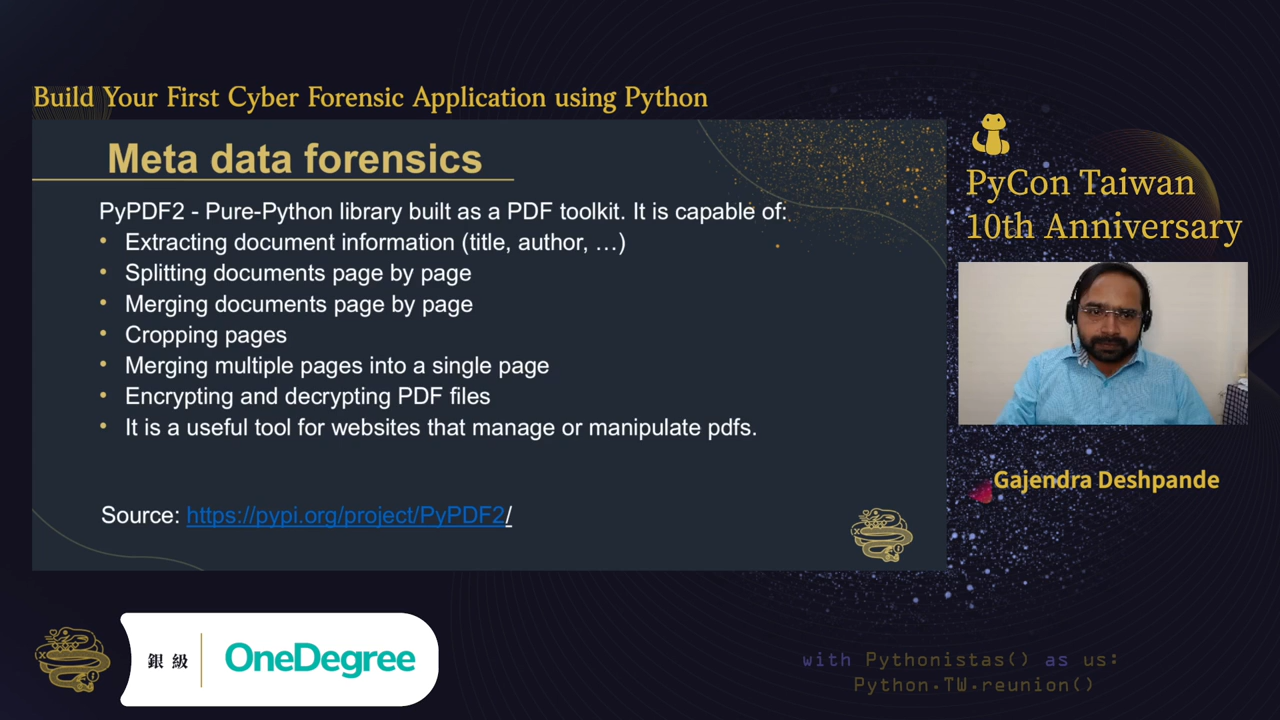 Build Your First Cyber Forensic Application using Python
Meta data forensics
PyPDF2 - Pure-Python library built as a PDF toolkit. It is capable of:
• Extracting document information (title, author, …)
• Splitting documents page by page
• Merging documents page by page
• Cropping pages
• Merging multiple pages into a single page
• Encrypting and decrypting PDF files
• It is a useful tool for websites that manage or manipulate pdfs.
Source: https://pypi.org/project/PyPDF2/
PyCon Taiwan
10th Anniversary
Gajendra Deshpande
銀級
OneDegree
with Pythonistas() as us:
Python.TW.reunion()